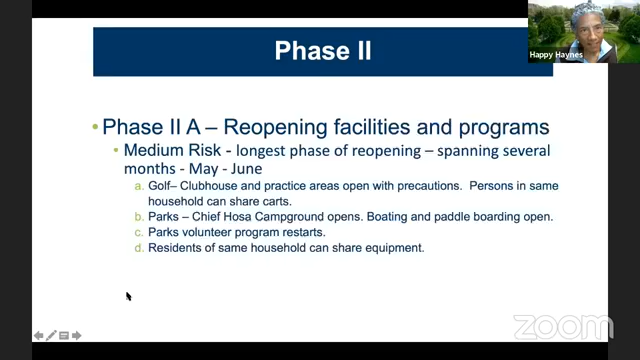 Phase II
Happy Haynes
• Phase II A – Reopening facilities and programs
• Medium Risk - longest phase of reopening – spanning several
months - May - June
a. Golf– Clubhouse and practice areas open with precautions. Persons in same
household can share carts.
b. Parks – Chief Hosa Campground opens. Boating and paddle boarding open.
c. Parks volunteer program restarts.
d. Residents of same household can share equipment.
zoom